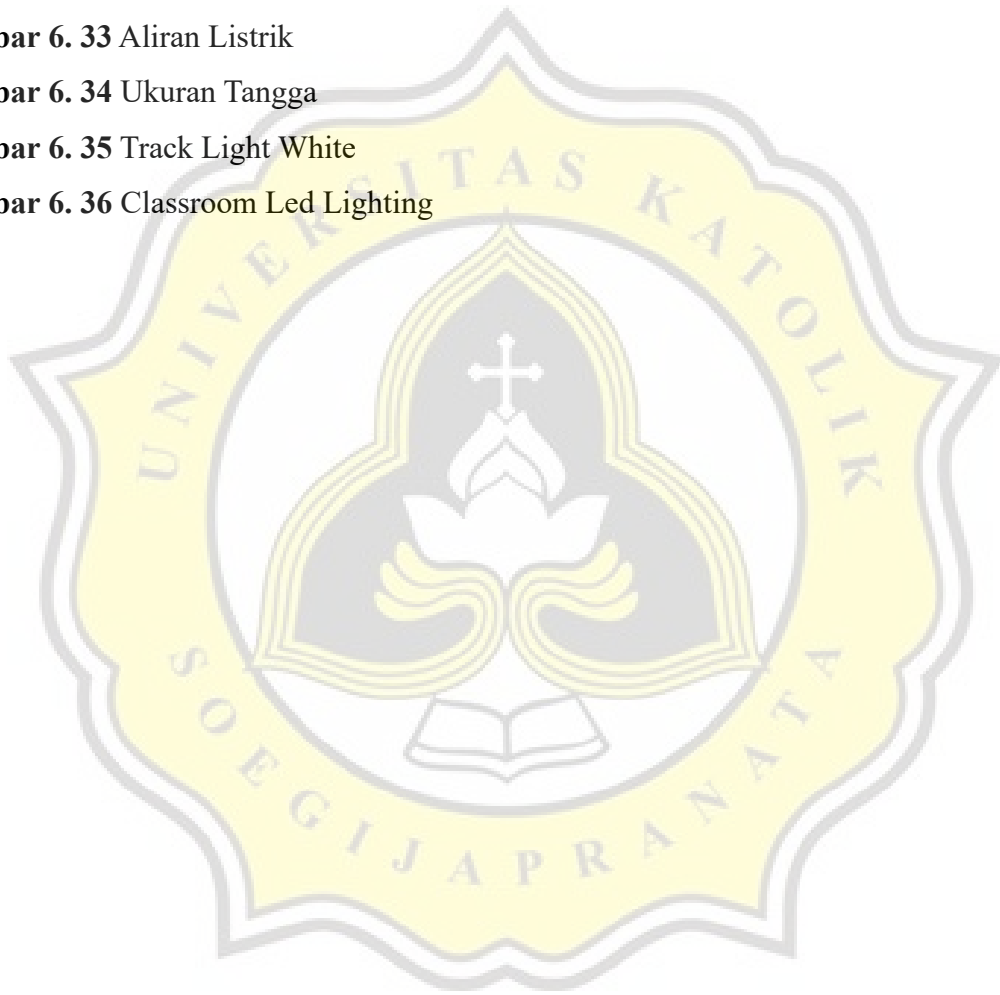 bar 6. 33 Aliran Listrik
bar 6. 34 Ukuran Tangga
bar 6. 35 Track Light White
bar 6. 36 Classroom Led Lighting
UNIVERSITAS KATOLIK
SOEGIJAPRANATA